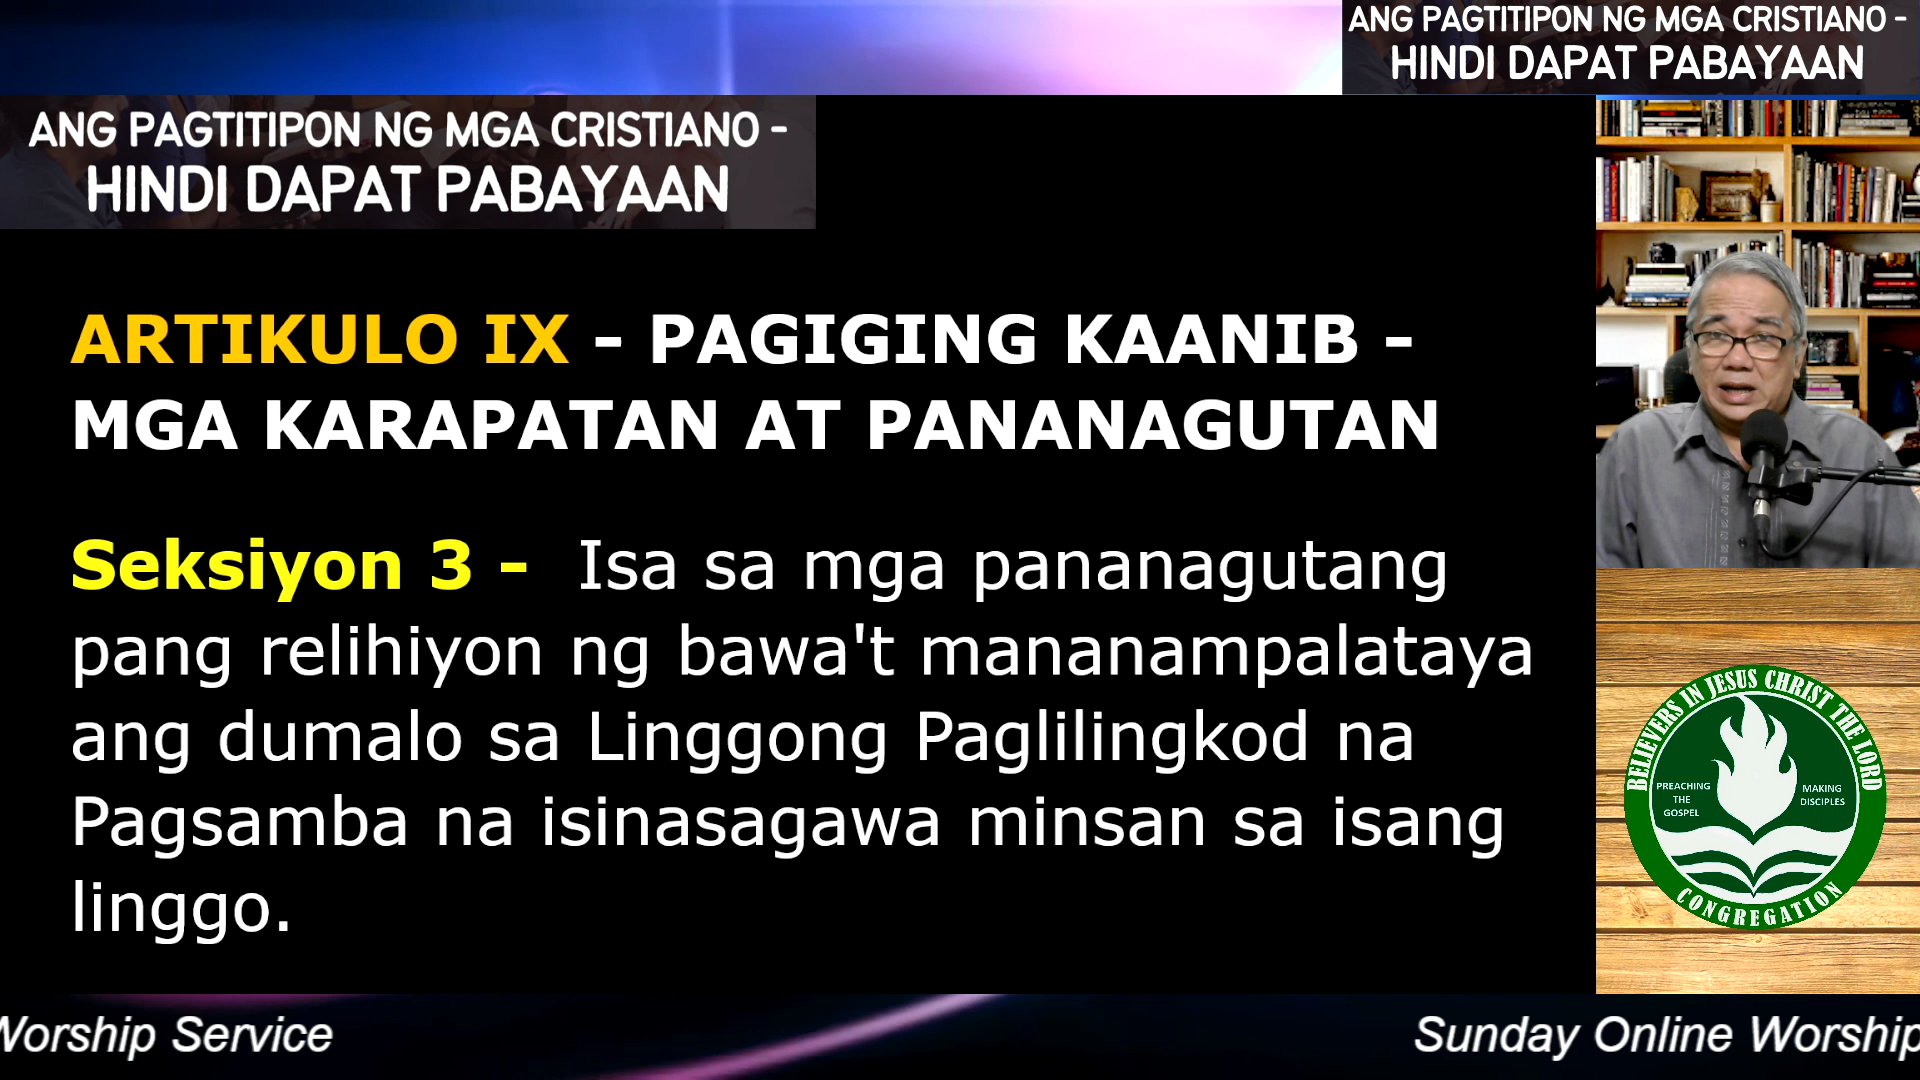 ANG PAGTITIPON NG MGA CRISTIANO -
HINDI DAPAT PABAYAAN
ANG PAGTITIPON NG MGA CRISTIANO -
HINDI DAPAT PABAYAAN
ARTIKULO IX - PAGIGING KAANIB -
MGA KARAPATAN AT PANANAGUTAN
Seksiyon 3 - Isa sa mga pananagutang
pang relihiyon ng bawa't mananampalataya
ang dumalo sa Linggong Paglilingkod na
Pagsamba na isinasagawa minsan sa isang
linggo.
BELIEVERS IN JESUS CHRIST THE LORD
PREACHING
THE
GOSPEL
MAKING
DISCIPLES
CONGREGATION
Worship Service
Sunday Online Worship